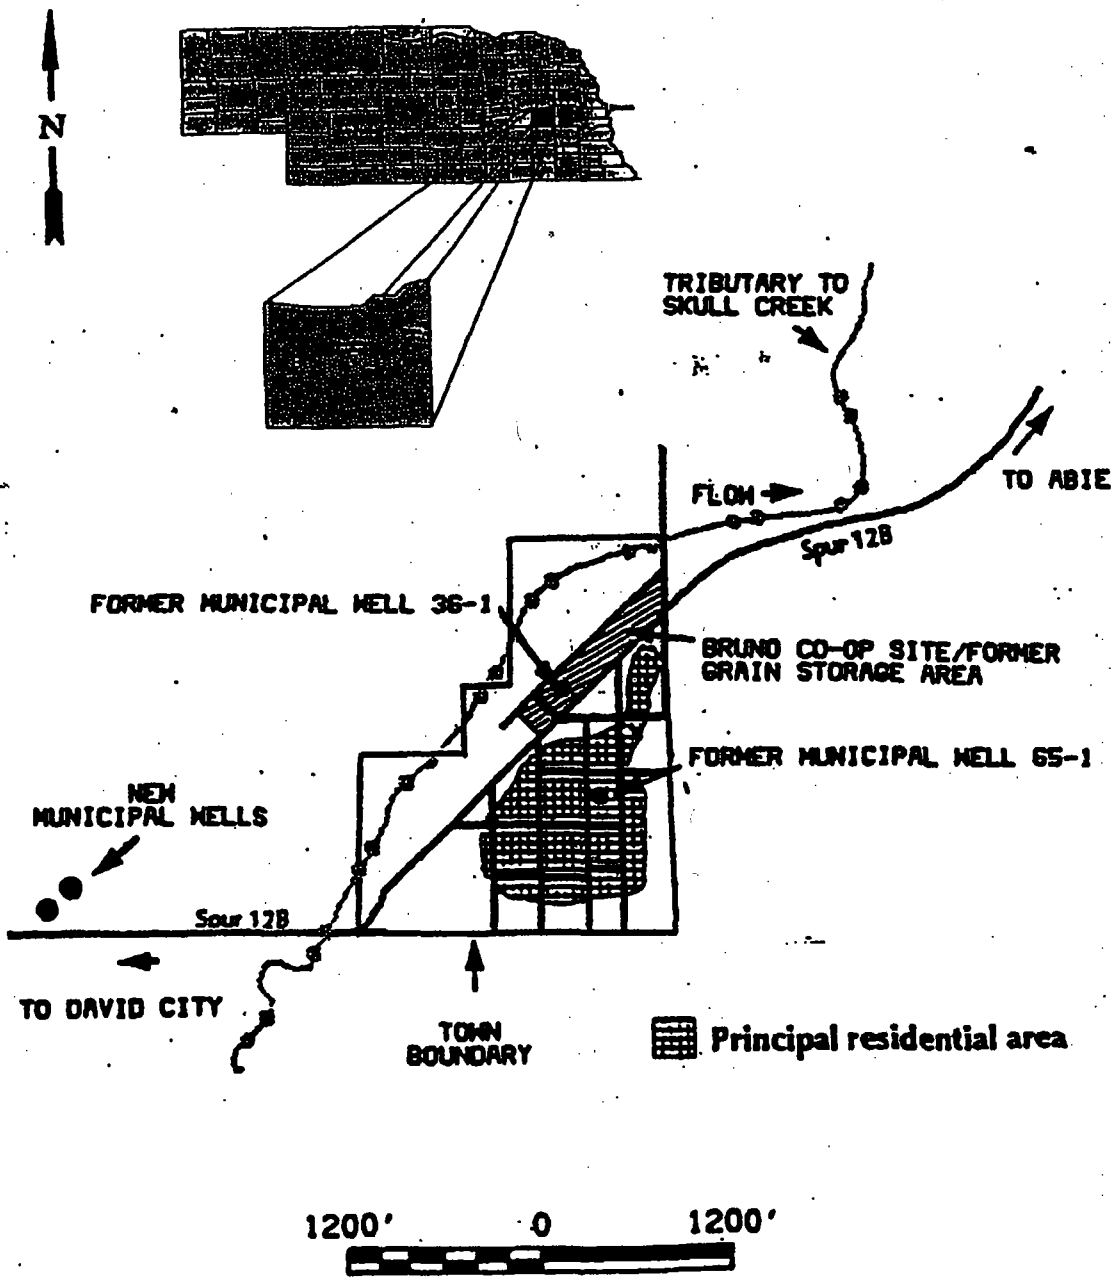 N
TRIBUTARY TO
SKULL CREEK
TO ABIE
FLOW
Spur 12B
FORMER MUNICIPAL WELL 36-1
BRUNO CO-OP SITE/FORMER
GRAIN STORAGE AREA
FORMER MUNICIPAL WELL 65-1
NEW
MUNICIPAL WELLS
Spur 12B
TO DAVID CITY
TOWN
BOUNDARY
Principal residential area
1200' 0 1200'